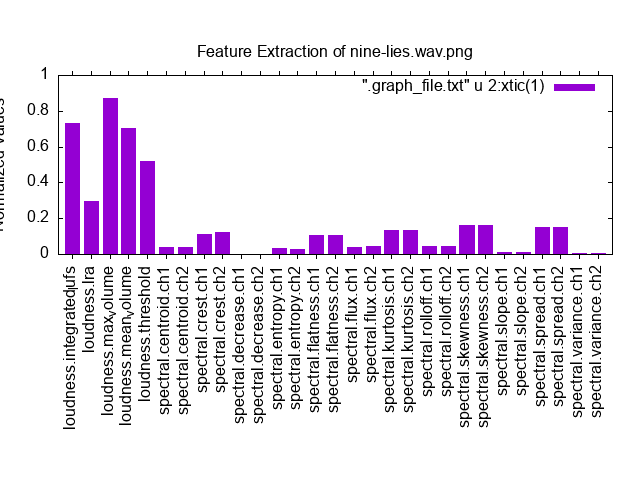 Feature Extraction of nine-lies.wav.png
Normalized Values
".graph_file.txt" u 2:xtic(1)
1
0.8
0.6
0.4
0.2
0
loudness.integratedlufs
loudness.lra
loudness.maxvolume
loudness.meanvolume
loudness.threshold
spectral.centroid.ch1
spectral.centroid.ch2
spectral.crest.ch1
spectral.crest.ch2
spectral.decrease.ch1
spectral.decrease.ch2
spectral.entropy.ch1
spectral.entropy.ch2
spectral.flatness.ch1
spectral.flatness.ch2
spectral.flux.ch1
spectral.flux.ch2
spectral.kurtosis.ch1
spectral.kurtosis.ch2
spectral.rolloff.ch1
spectral.rolloff.ch2
spectral.skewness.ch1
spectral.skewness.ch2
spectral.slope.ch1
spectral.slope.ch2
spectral.spread.ch1
spectral.spread.ch2
spectral.variance.ch1
spectral.variance.ch2